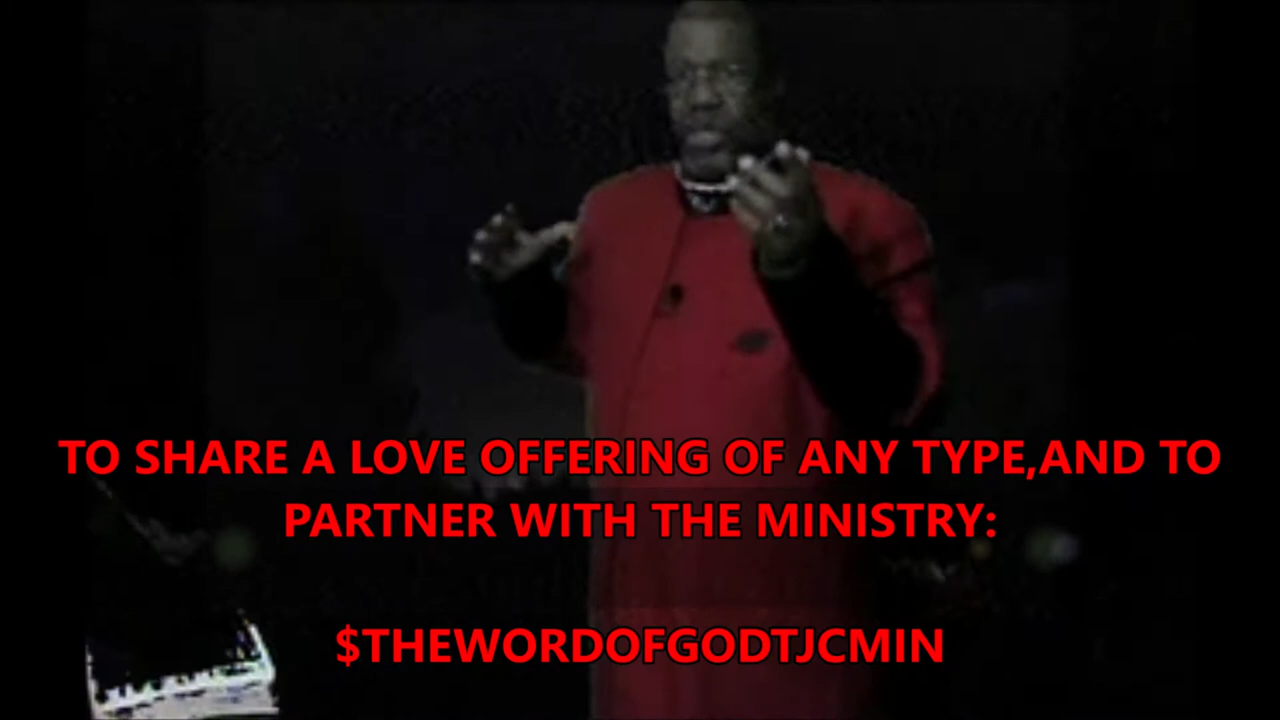 TO SHARE A LOVE OFFERING OF ANY TYPE,AND TO
PARTNER WITH THE MINISTRY:
$THEWORDOFGODTJCMIN